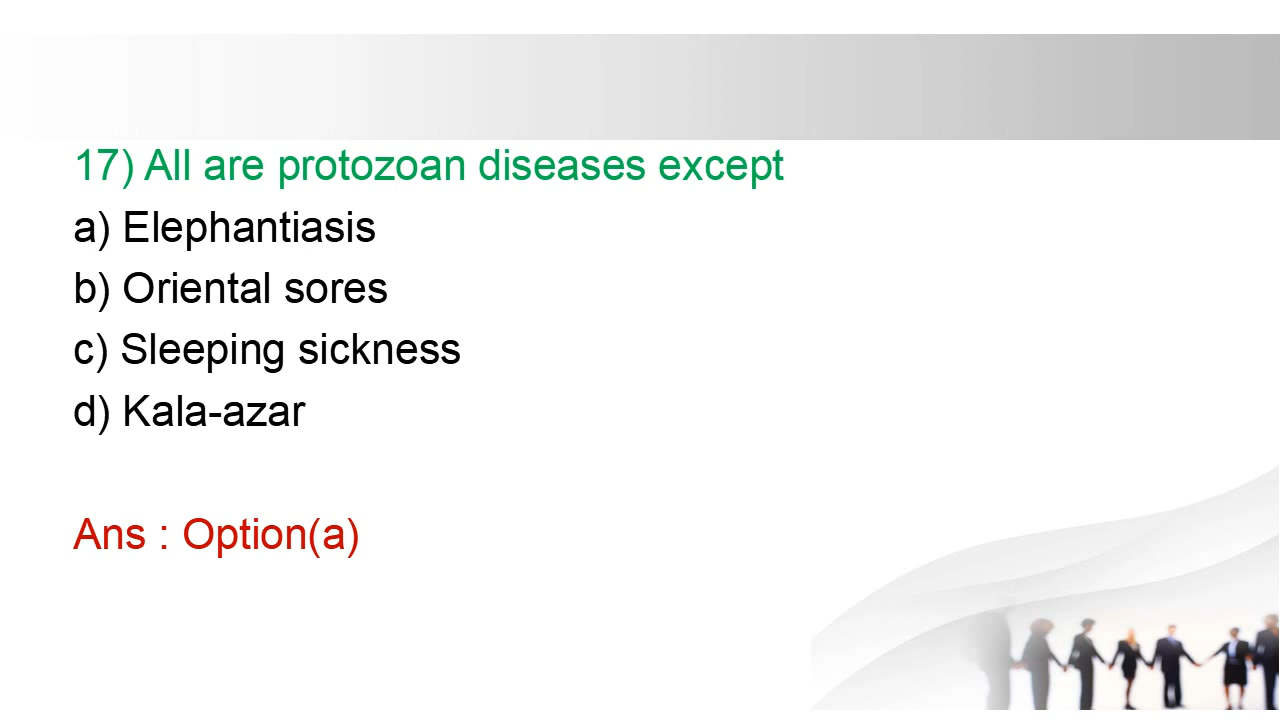 17) All are protozoan diseases except
a) Elephantiasis
b) Oriental sores
c) Sleeping sickness
d) Kala-azar
Ans : Option(a)